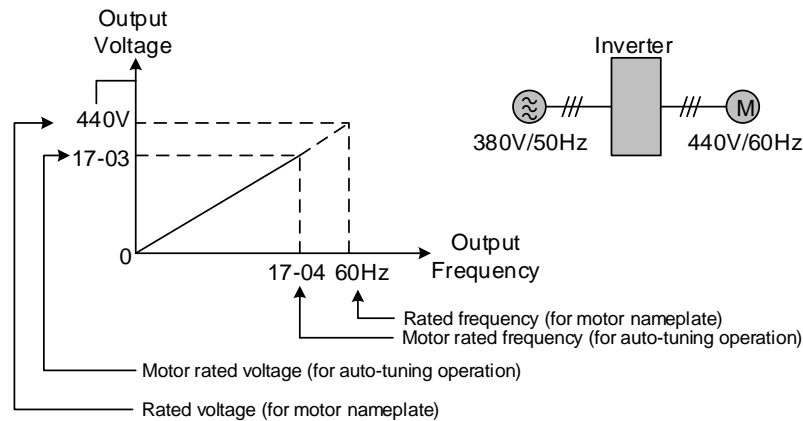 Output
Voltage
440V
17-03
0
17-04 60Hz
Output
Frequency
Inverter
M
380V/50Hz
440V/60Hz
Rated frequency (for motor nameplate)
Motor rated frequency (for auto-tuning operation)
Motor rated voltage (for auto-tuning operation)
Rated voltage (for motor nameplate)